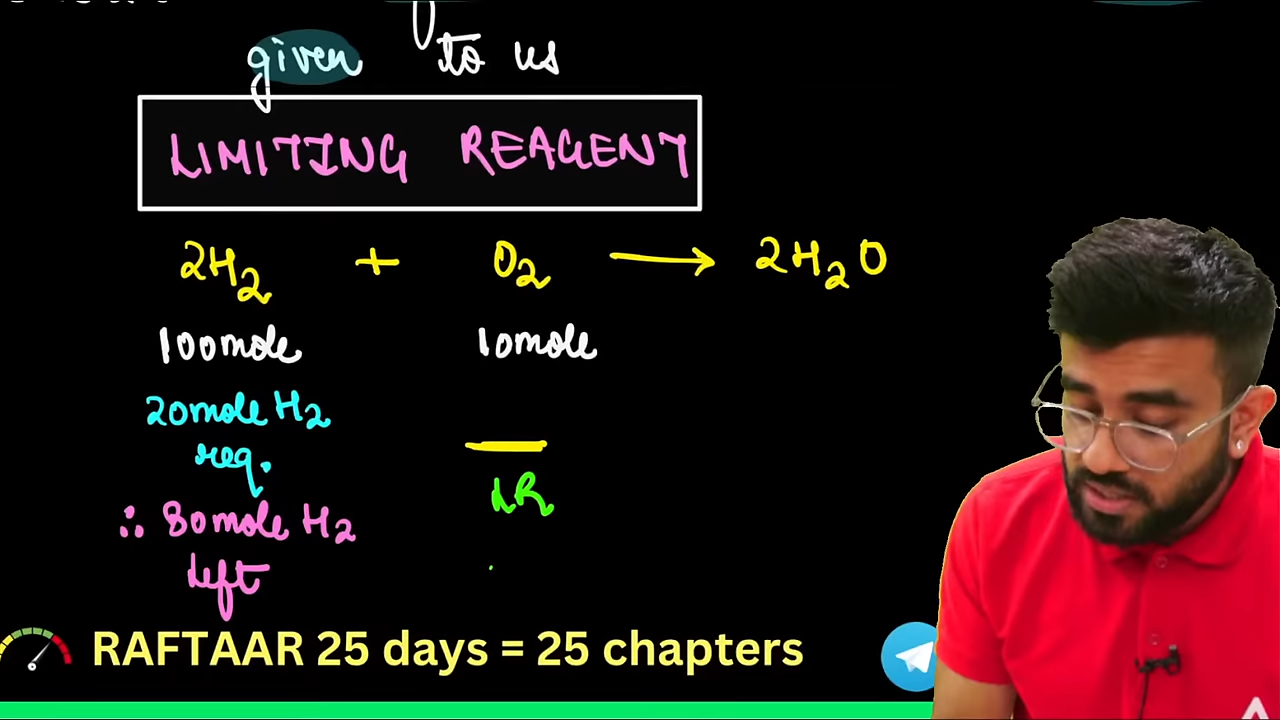 given to us
LIMITING REAGENT
2H₂ + O₂ → 2H₂O
100mole 10mole
20mole H₂
req.
LR
∴ 80mole H₂
left
RAFTAAR 25 days = 25 chapters